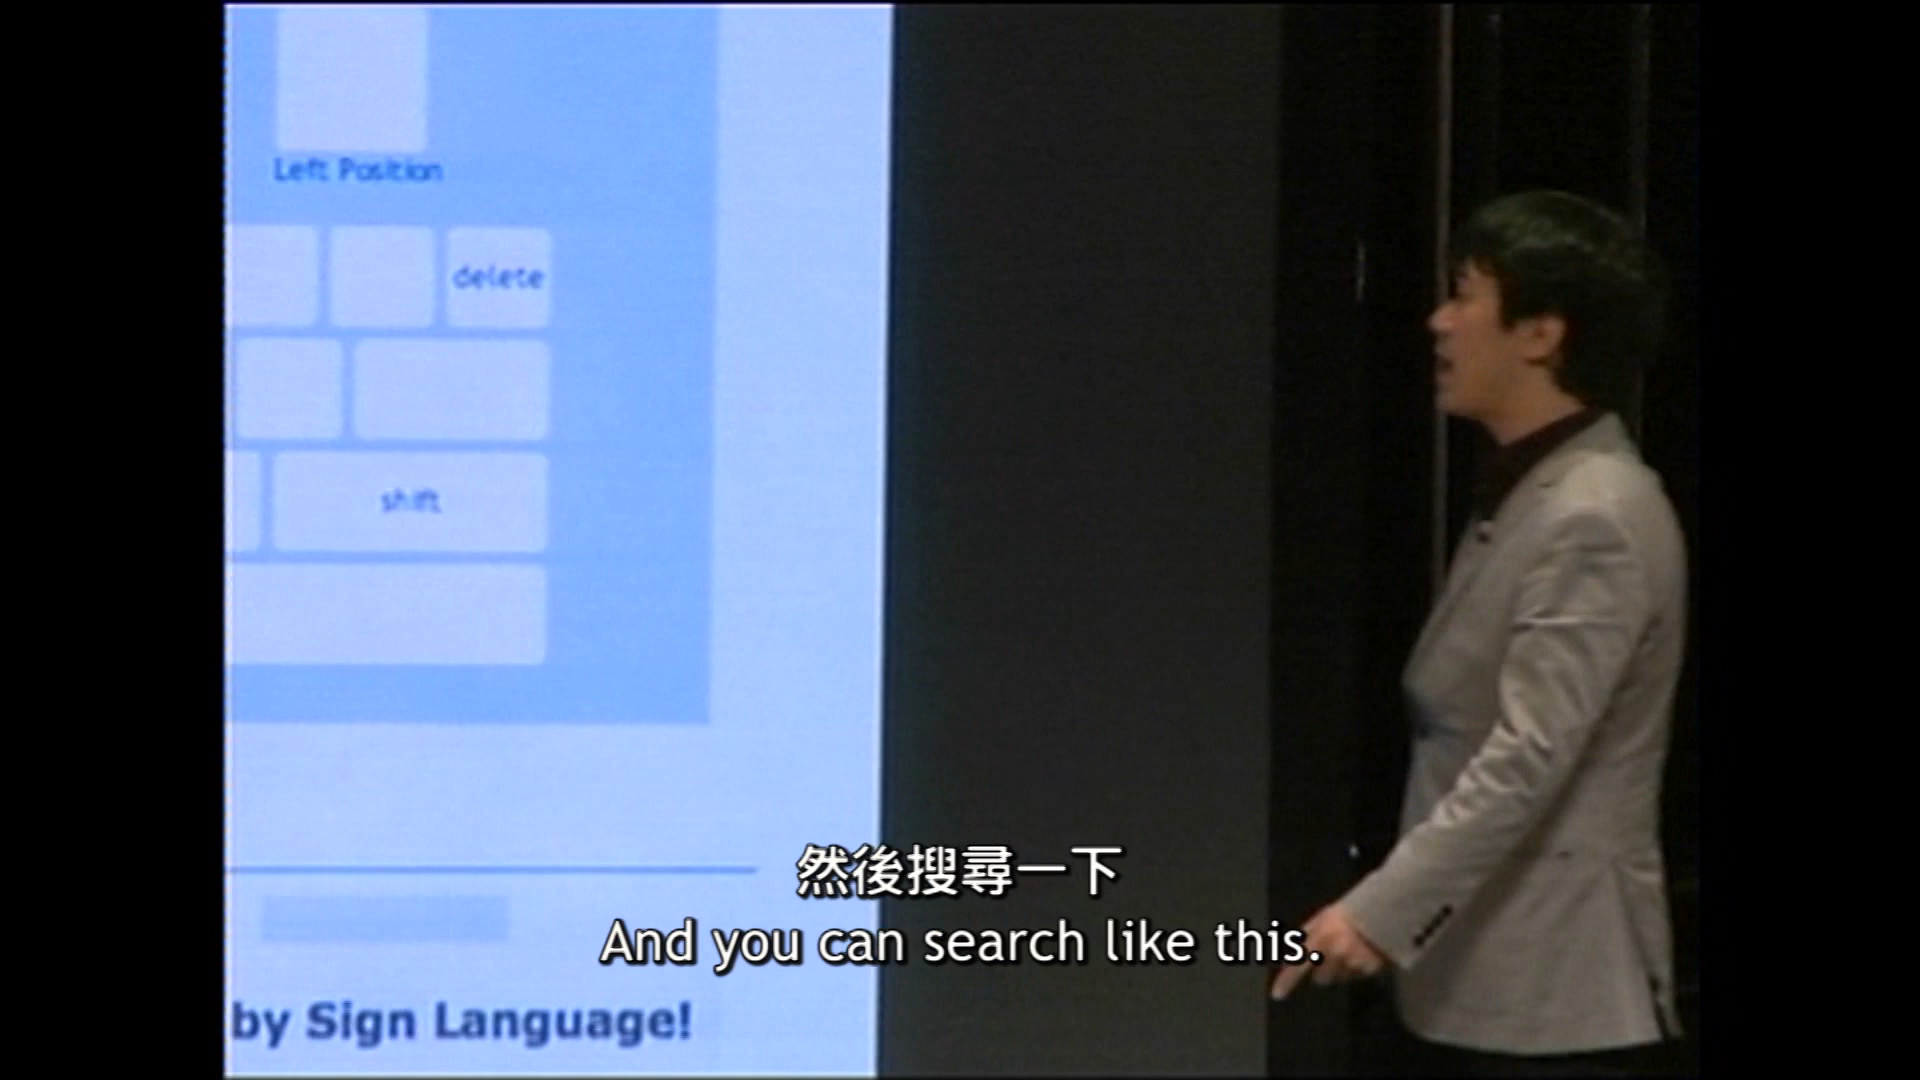 Left Position
delete
shift
然後搜尋一下
And you can search like this.
by Sign Language!